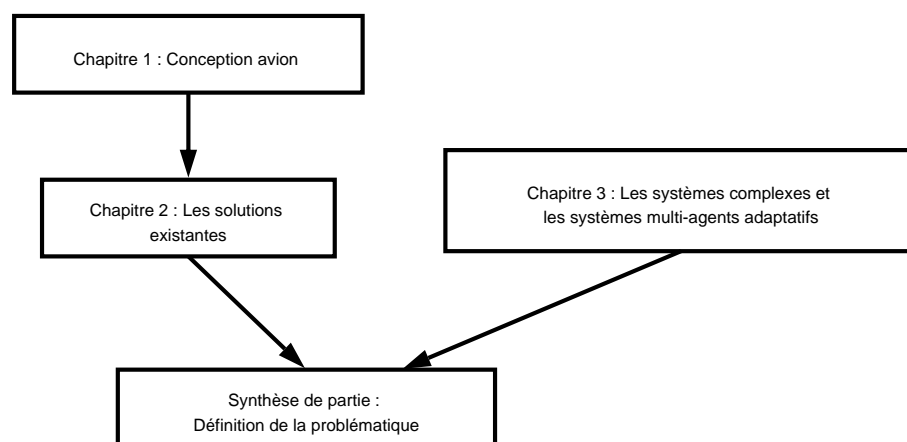 Chapitre 1 : Conception avion
Chapitre 2 : Les solutions
existantes
Chapitre 3 : Les systèmes complexes et
les systèmes multi-agents adaptatifs
Synthèse de partie :
Définition de la problématique